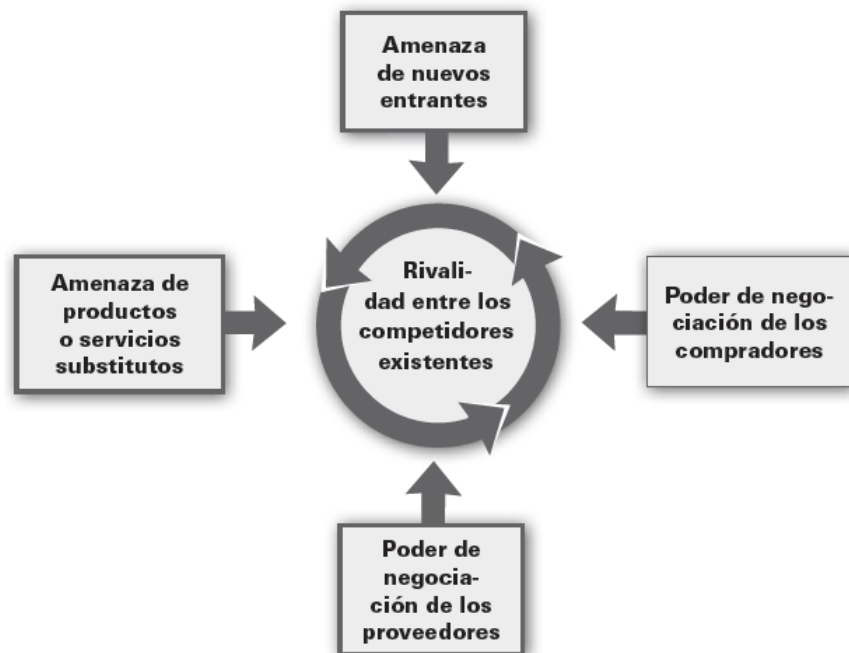 Amenaza
de nuevos
entrantes
Amenaza de
productos
o servicios
substitutos
Rivali-
dad entre los
competidores
existentes
Poder de nego-
ciación de los
compradores
Poder de
negocia-
ción de los
proveedores